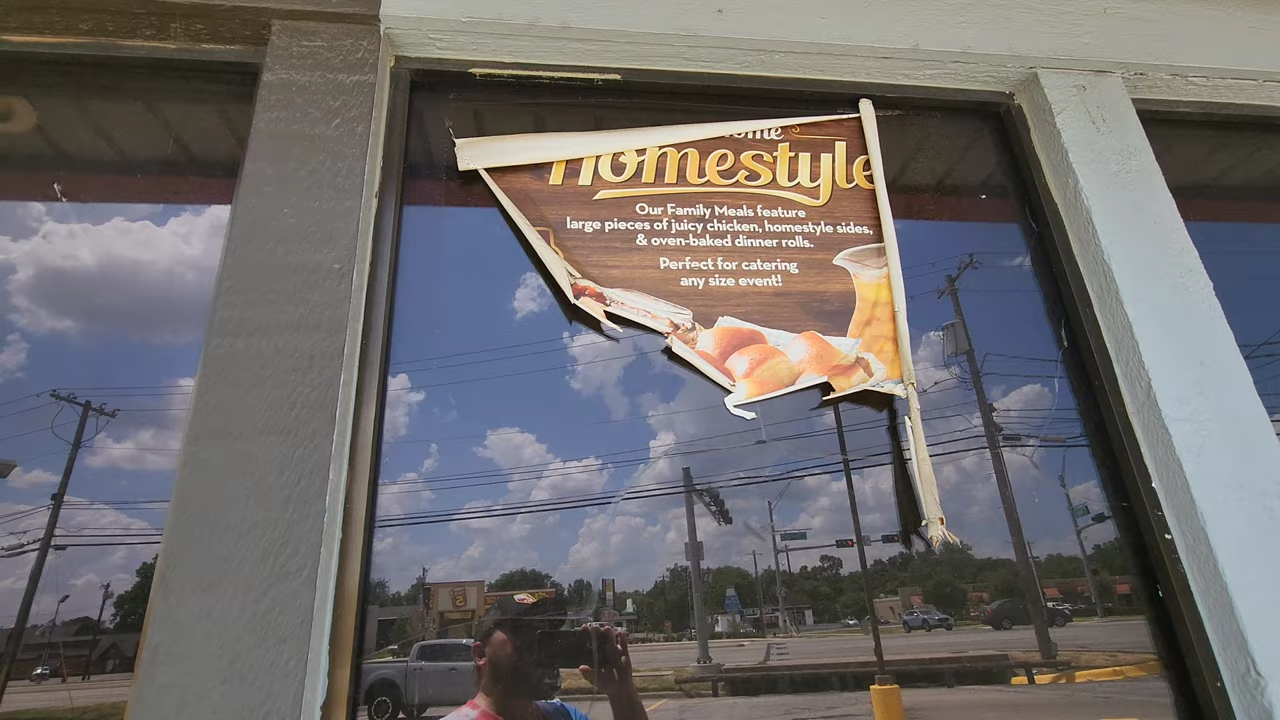 Home
Homestyle
Our Family Meals feature
large pieces of juicy chicken, homestyle sides,
& oven-baked dinner rolls.
Perfect for catering
any size event!